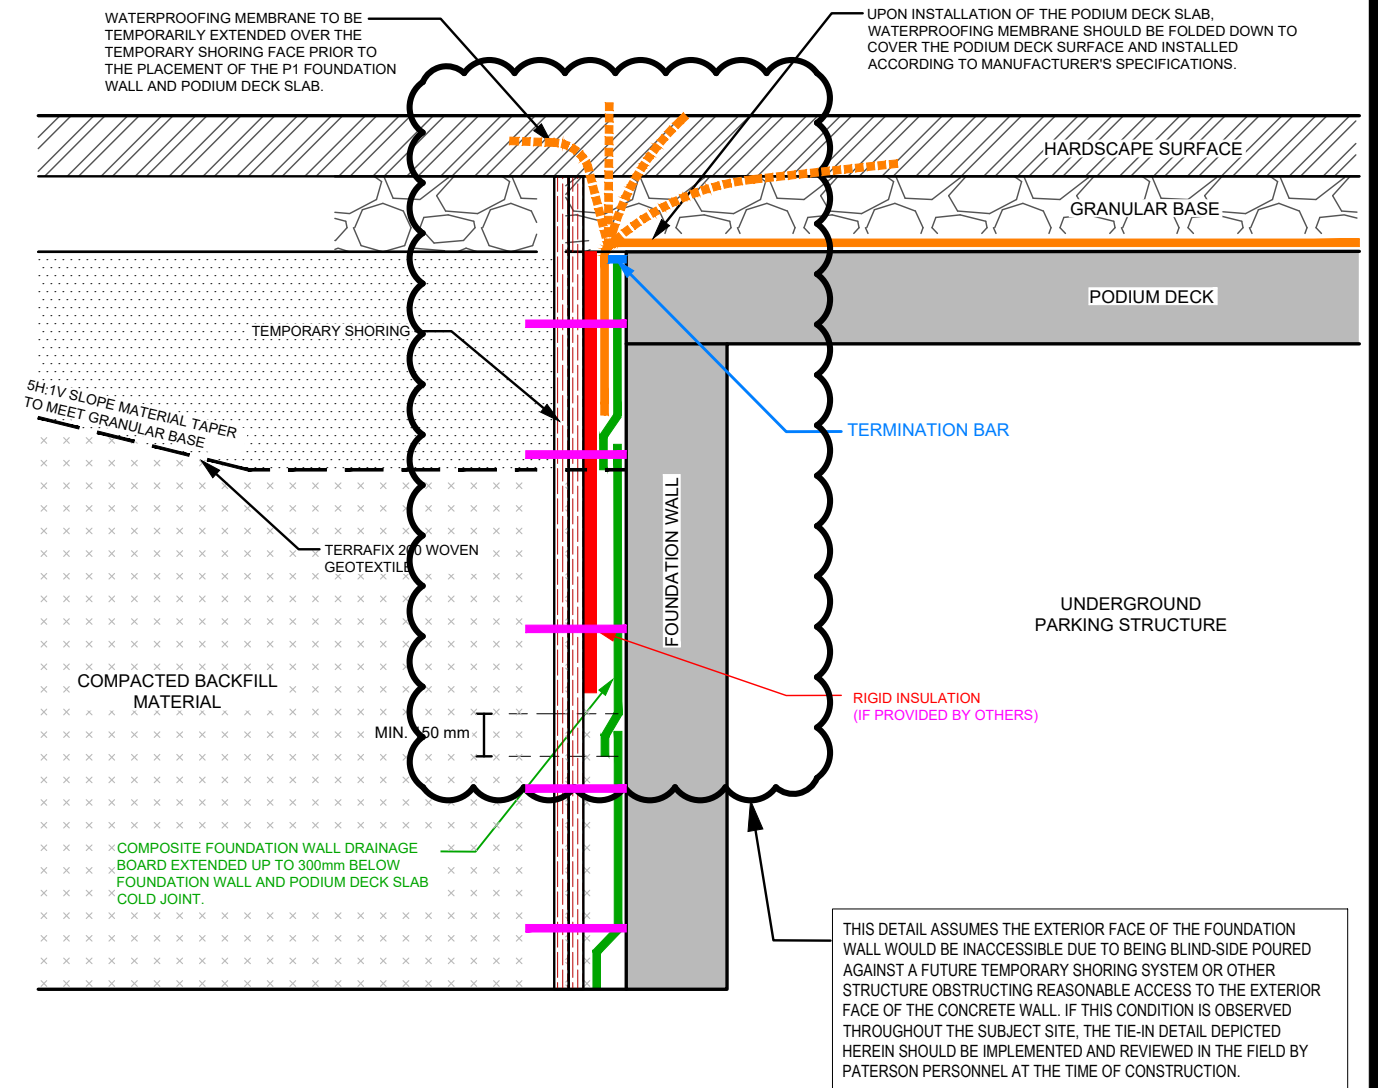 WATERPROOFING MEMBRANE TO BE
TEMPORARILY EXTENDED OVER THE
TEMPORARY SHORING FACE PRIOR TO
THE PLACEMENT OF THE P1 FOUNDATION
WALL AND PODIUM DECK SLAB.
UPON INSTALLATION OF THE PODIUM DECK SLAB,
WATERPROOFING MEMBRANE SHOULD BE FOLDED DOWN TO
COVER THE PODIUM DECK SURFACE AND INSTALLED
ACCORDING TO MANUFACTURER'S SPECIFICATIONS.
HARDSCAPE SURFACE
GRANULAR BASE
PODIUM DECK
TEMPORARY SHORING
5H:1V SLOPE MATERIAL TAPER
TO MEET GRANULAR BASE
TERMINATION BAR
FOUNDATION WALL
TERRAFIX 200 WOVEN
GEOTEXTILE
UNDERGROUND
PARKING STRUCTURE
COMPACTED BACKFILL
MATERIAL
RIGID INSULATION
(IF PROVIDED BY OTHERS)
MIN. mm
COMPOSITE FOUNDATION WALL DRAINAGE
BOARD EXTENDED UP TO 300mm BELOW
FOUNDATION WALL AND PODIUM DECK SLAB
COLD JOINT.
THIS DETAIL ASSUMES THE EXTERIOR FACE OF THE FOUNDATION
WALL WOULD BE INACCESSIBLE DUE TO BEING BLIND-SIDE POURED
AGAINST A FUTURE TEMPORARY SHORING SYSTEM OR OTHER
STRUCTURE OBSTRUCTING REASONABLE ACCESS TO THE EXTERIOR
FACE OF THE CONCRETE WALL. IF THIS CONDITION IS OBSERVED
THROUGHOUT THE SUBJECT SITE, THE TIE-IN DETAIL DEPICTED
HEREIN SHOULD BE IMPLEMENTED AND REVIEWED IN THE FIELD BY
PATERSON PERSONNEL AT THE TIME OF CONSTRUCTION.